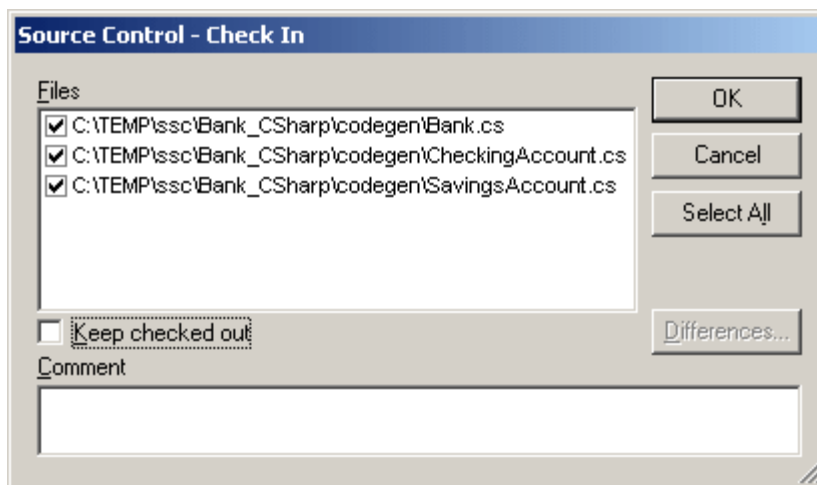 Source Control - Check In
Files
C:\TEMP\ssc\Bank_CSharp\codegen\Bank.cs
C:\TEMP\ssc\Bank_CSharp\codegen\CheckingAccount.cs
C:\TEMP\ssc\Bank_CSharp\codegen\SavingsAccount.cs
OK
Cancel
Select All
Keep checked out
Differences...
Comment